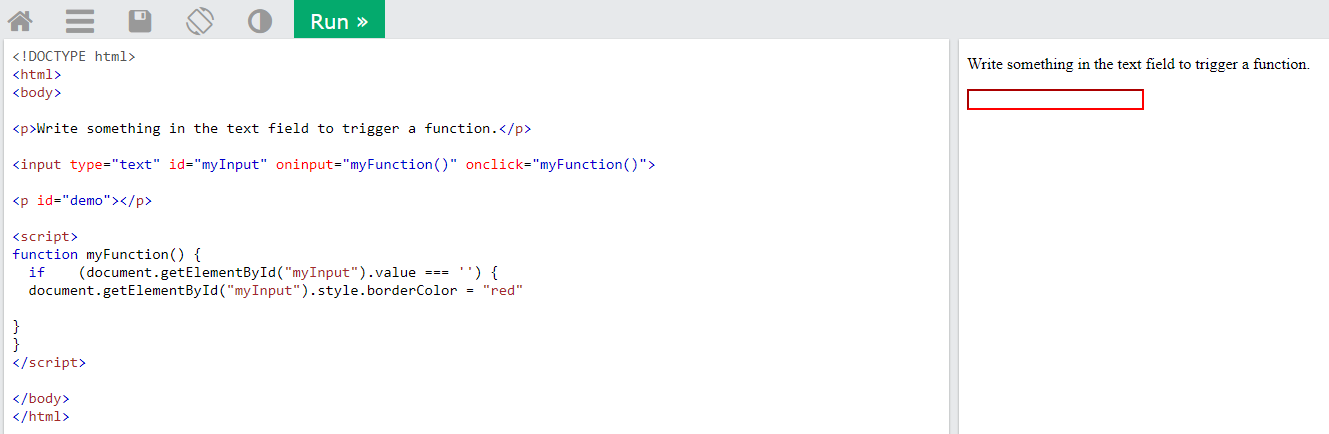 Run »
<!DOCTYPE html>
<html>
<body>
<p>Write something in the text field to trigger a function.</p>
<input type="text" id="myInput" oninput="myFunction()" onclick="myFunction()">
<p id="demo"></p>
<script>
function myFunction() {
  if    (document.getElementById("myInput").value === '') {
  document.getElementById("myInput").style.borderColor = "red"
}
}
</script>
</body>
</html>
Write something in the text field to trigger a function.